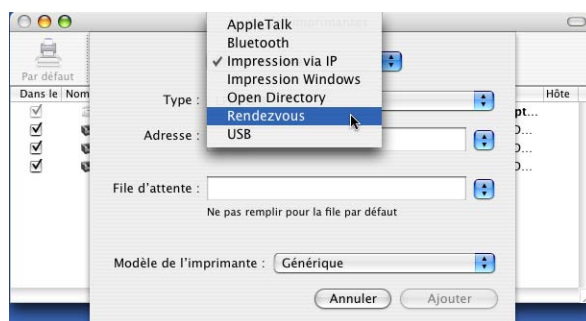 AppleTalk
Bluetooth
✓ Impression via IP
Impression Windows
Open Directory
Rendezvous
USB
Par défaut
Dans le Nom
Hôte
Type :
Adresse :
File d'attente :
Ne pas remplir pour la file par défaut
Modèle de l'imprimante : Générique
Annuler Ajouter